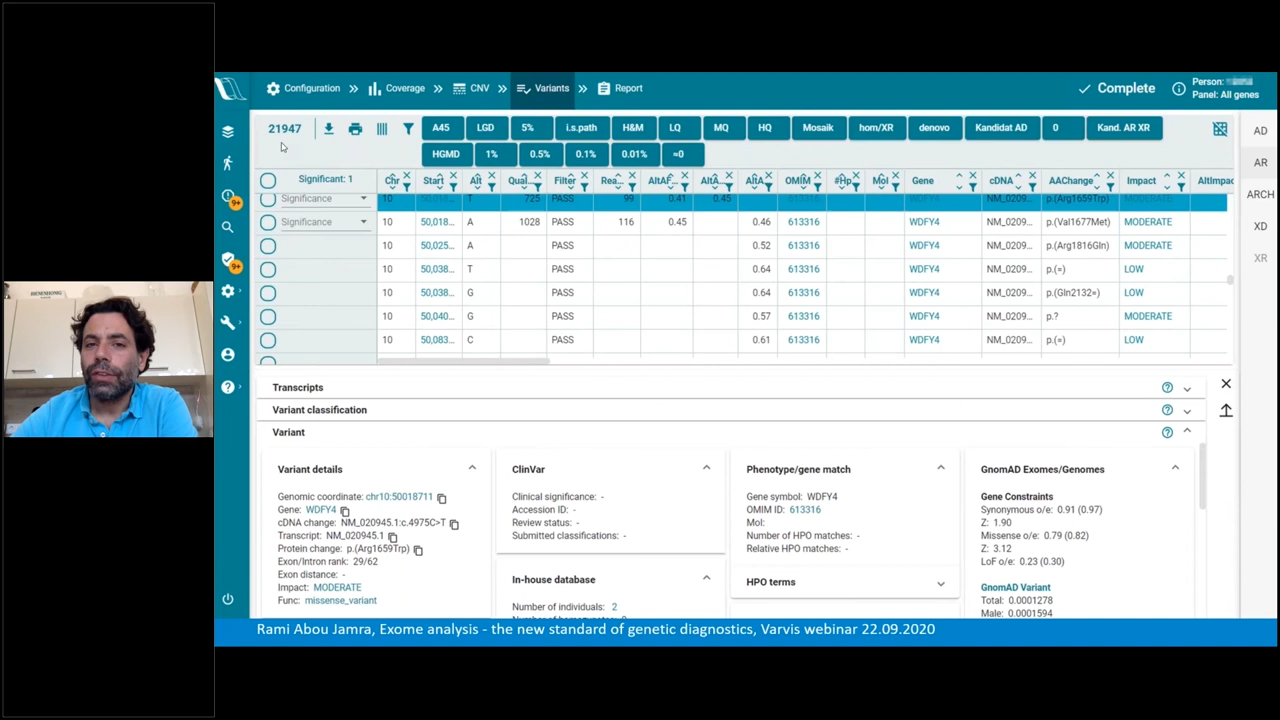 Configuration
Coverage
CNV
Variants
Report
Complete
Person:
Panel: All genes
21947
A45 LGD 5% i.s.path H&M LQ MQ HQ Mosaik hom/XR denovo Kandidat AD 0 Kand. AR XR
HGMD 1% 0.5% 0.1% 0.01% ≈0
AD
AR
ARCH
XD
XR
9+
9+
Significant: 1 Chr Start Alt Qual... Filter Rea... AltAF... AltA... AltA OMIM #Hp Mol Gene cDNA AAChange Impact AltImpac
Significance 10 50,018... T 725 PASS 99 0.41 0.45 613316 WDFY4 NM_0209... p.(Arg1659Trp) MODERATE
Significance 10 50,018... A 1028 PASS 116 0.45 0.46 613316 WDFY4 NM_0209... p.(Val1677Met) MODERATE
10 50,025... A PASS 0.52 613316 WDFY4 NM_0209... p.(Arg1816Gln) MODERATE
10 50,038... T PASS 0.64 613316 WDFY4 NM_0209... p.(=) LOW
10 50,038... G PASS 0.64 613316 WDFY4 NM_0209... p.(Gln2132=) LOW
10 50,040... G PASS 0.57 613316 WDFY4 NM_0209... p.? MODERATE
10 50,083... C PASS 0.61 613316 WDFY4 NM_0209... p.(=) LOW
Transcripts
Variant classification
Variant
Variant details
Genomic coordinate: chr10:50018711
Gene: WDFY4
cDNA change: NM_020945.1:c.4975C>T
Transcript: NM_020945.1
Protein change: p.(Arg1659Trp)
Exon/Intron rank: 29/62
Exon distance: -
Impact: MODERATE
Func: missense_variant
ClinVar
Clinical significance: -
Accession ID: -
Review status: -
Submitted classifications: -
In-house database
Number of individuals: 2
Phenotype/gene match
Gene symbol: WDFY4
OMIM ID: 613316
Mol:
Number of HPO matches: -
Relative HPO matches: -
HPO terms
GnomAD Exomes/Genomes
Gene Constraints
Synonymous o/e: 0.91 (0.97)
Z: 1.90
Missense o/e: 0.79 (0.82)
Z: 3.12
LoF o/e: 0.23 (0.30)
GnomAD Variant
Total: 0.0001278
Male: 0.0001594
Rami Abou Jamra, Exome analysis - the new standard of genetic diagnostics, Varvis webinar 22.09.2020